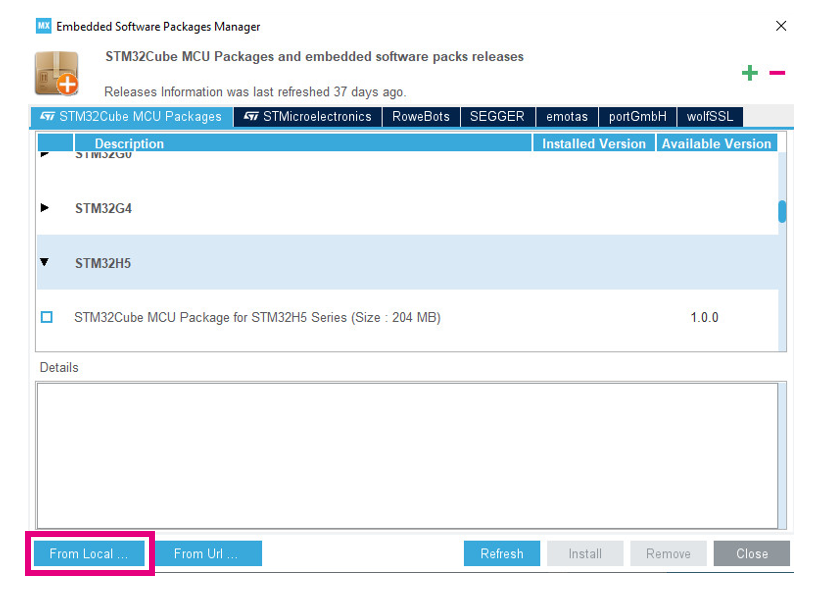 MX Embedded Software Packages Manager
STM32Cube MCU Packages and embedded software packs releases
Releases Information was last refreshed 37 days ago.
STM32Cube MCU Packages STMicroelectronics RoweBots SEGGER emotas portGmbH wolfSSL
Description Installed Version Available Version
STM32G0
STM32G4
STM32H5
STM32Cube MCU Package for STM32H5 Series (Size : 204 MB) 1.0.0
Details
From Local ... From Url ... Refresh Install Remove Close